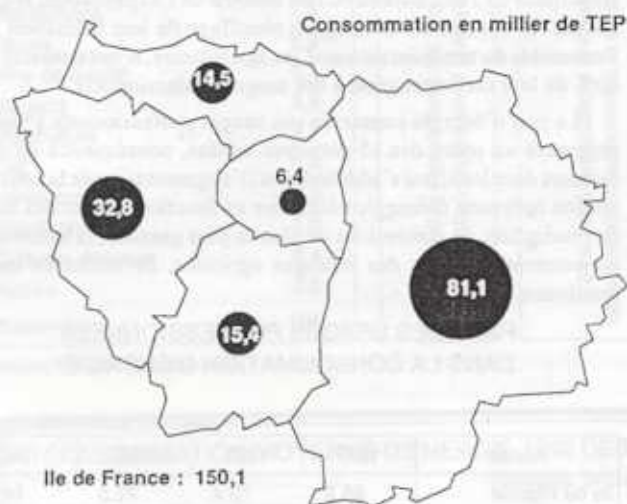 Consommation en millier de TEP
14,5
6,4
32,8
81,1
15,4
Ile de France : 150,1